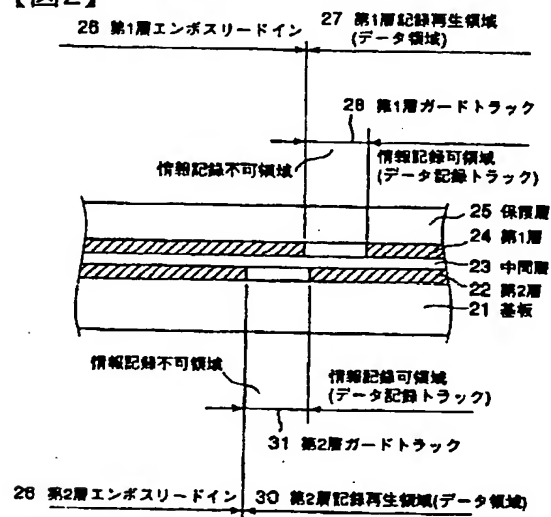 【図2】
26 第1層エンボスリードイン
27 第1層記録再生領域
(データ領域)
28 第1層ガードトラック
情報記録不可領域
情報記録可領域
(データ記録トラック)
25 保護層
24 第1層
23 中間層
22 第2層
21 基板
情報記録不可領域
情報記録可領域
(データ記録トラック)
31 第2層ガードトラック
26 第2層エンボスリードイン
30 第2層記録再生領域(データ領域)